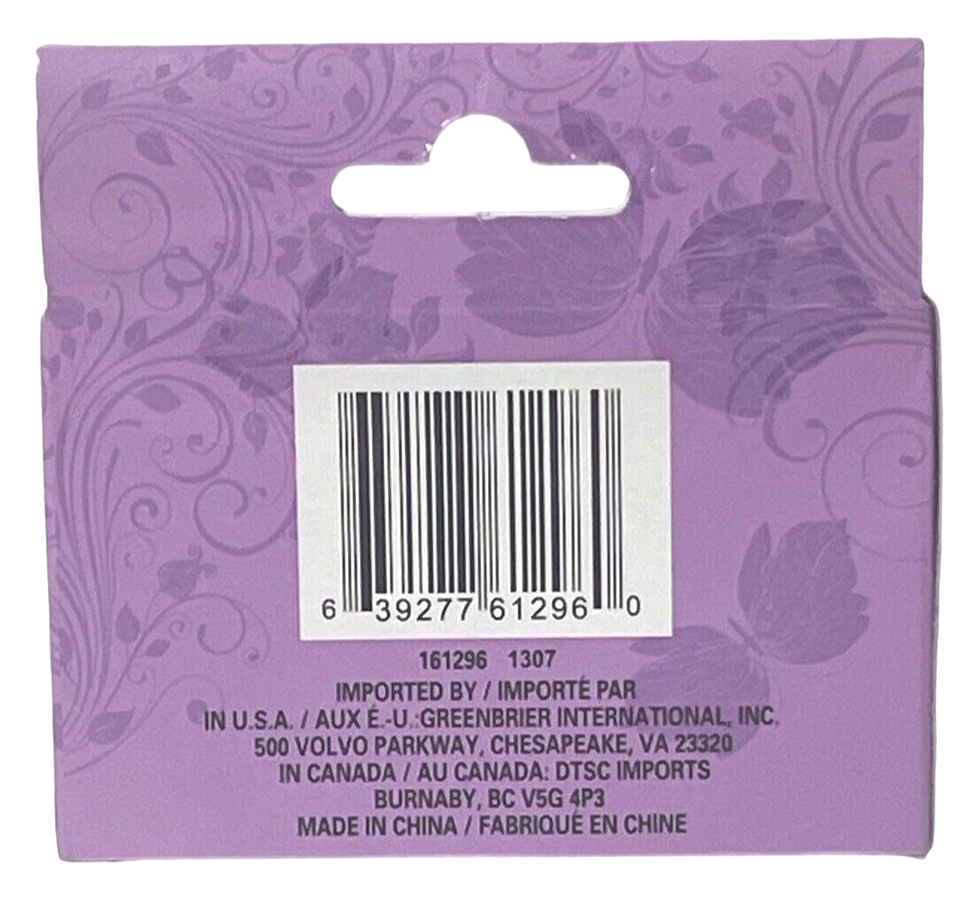 6 39277 61296 0
161296 1307
IMPORTED BY / IMPORTÉ PAR
IN U.S.A. / AUX É.-U.:GREENBRIER INTERNATIONAL, INC.
500 VOLVO PARKWAY, CHESAPEAKE, VA 23320
IN CANADA / AU CANADA: DTSC IMPORTS
BURNABY, BC V5G 4P3
MADE IN CHINA / FABRIQUÉ EN CHINE